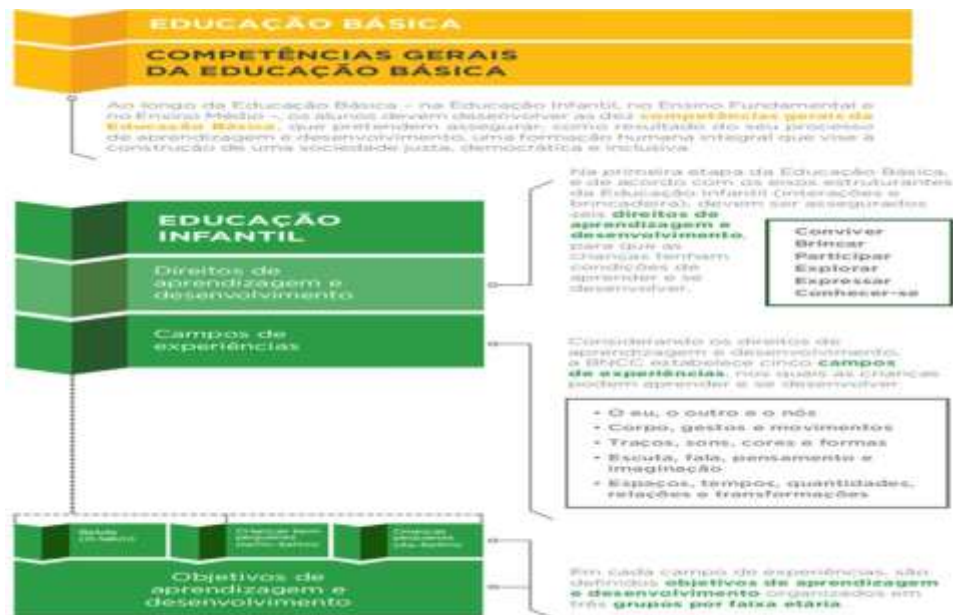 EDUCAÇÃO BÁSICA
COMPETÊNCIAS GERAIS
DA EDUCAÇÃO BÁSICA
Ao longo da Educação Básica – na Educação Infantil, no Ensino Fundamental e
no Ensino Médio –, os alunos devem desenvolver as dez competências gerais da
Educação Básica, que pretendem assegurar, como resultado do seu processo
de aprendizagem e desenvolvimento, uma formação humana integral que vise à
construção de uma sociedade justa, democrática e inclusiva.
EDUCAÇÃO
INFANTIL
Na primeira etapa da Educação Básica,
e de acordo com os eixos estruturantes
da Educação Infantil (interações e
brincadeira), devem ser assegurados
seis direitos de
aprendizagem e
desenvolvimento,
para que as
crianças tenham
condições de
aprender e se
desenvolver.
Conviver
Brincar
Participar
Explorar
Expressar
Conhecer-se
Direitos de
aprendizagem e
desenvolvimento
Campos de
experiências
Considerando os direitos de
aprendizagem e desenvolvimento,
a BNCC estabelece cinco campos
de experiências, nos quais as crianças
podem aprender e se desenvolver.
• O eu, o outro e o nós
• Corpo, gestos e movimentos
• Traços, sons, cores e formas
• Escuta, fala, pensamento e
imaginação
• Espaços, tempos, quantidades,
relações e transformações
Bebês
Crianças bem
pequenas
Crianças
pequenas
Objetivos de
aprendizagem e
desenvolvimento
Em cada campo de experiências, são
definidos objetivos de aprendizagem
e desenvolvimento organizados em
três grupos por faixa etária.